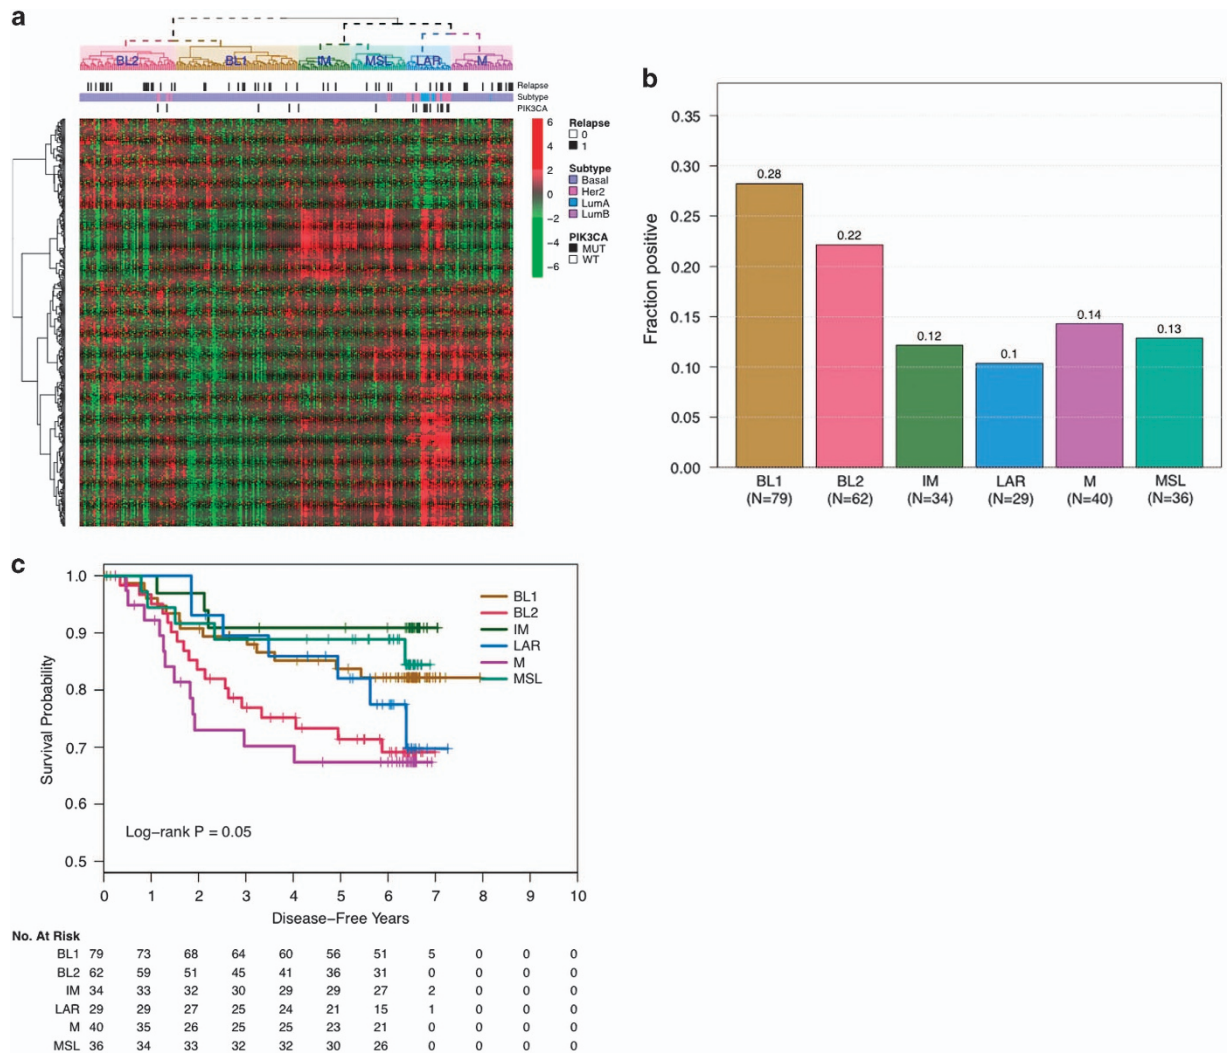 a
BL2 BL1 IM MSL LAR M
Relapse
Subtype
PIK3CA
6
4
2
0
−2
−4
−6
Relapse
0
1
Subtype
Basal
Her2
LumA
LumB
PIK3CA
MUT
WT
b
Fraction positive
0.35
0.30
0.25
0.20
0.15
0.10
0.05
0.00
0.28
0.22
0.12
0.1
0.14
0.13
BL1 BL2 IM LAR M MSL
(N=79) (N=62) (N=34) (N=29) (N=40) (N=36)
c
Survival Probability
1.0
0.9
0.8
0.7
0.6
0.5
BL1
BL2
IM
LAR
M
MSL
Log−rank P = 0.05
0 1 2 3 4 5 6 7 8 9 10
Disease−Free Years
No. At Risk
BL1 79 73 68 64 60 56 51 5 0 0 0
BL2 62 59 51 45 41 36 31 0 0 0 0
IM 34 33 32 30 29 29 27 2 0 0 0
LAR 29 29 27 25 24 21 15 1 0 0 0
M 40 35 26 25 25 23 21 0 0 0 0
MSL 36 34 33 32 32 30 26 0 0 0 0